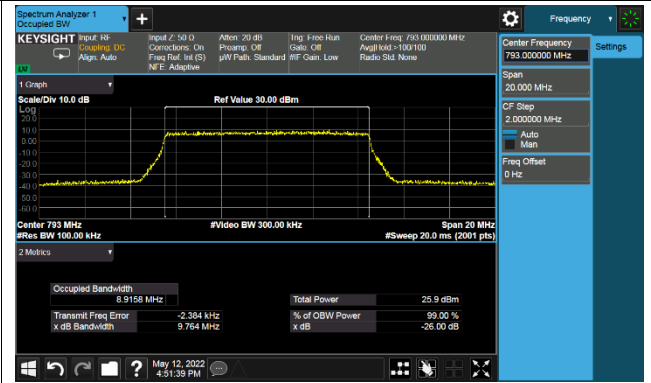 Spectrum Analyzer 1
Occupied BW
Frequency
KEYSIGHT
Input: RF
Coupling: DC
Align: Auto
Input Z: 50 Ω
Corrections: On
Freq Ref: Int (S)
NFE: Adaptive
Atten: 20 dB
Preamp: Off
µW Path: Standard
Trig: Free Run
Gate: Off
#IF Gain: Low
Center Freq: 793.000000 MHz
Avg|Hold:>100/100
Radio Std: None
Center Frequency
793.000000 MHz
Settings
Span
20.000 MHz
CF Step
2.000000 MHz
Auto
Man
Freq Offset
0 Hz
1 Graph
Scale/Div 10.0 dB
Ref Value 30.00 dBm
Log
20.0
10.0
0.00
-10.0
-20.0
-30.0
-40.0
-50.0
-60.0
Center 793 MHz
#Video BW 300.00 kHz
Span 20 MHz
#Res BW 100.00 kHz
#Sweep 20.0 ms (2001 pts)
2 Metrics
Occupied Bandwidth
8.9158 MHz
Total Power
25.9 dBm
Transmit Freq Error
-2.384 kHz
% of OBW Power
99.00 %
x dB Bandwidth
9.764 MHz
x dB
-26.00 dB
May 12, 2022
4:51:39 PM